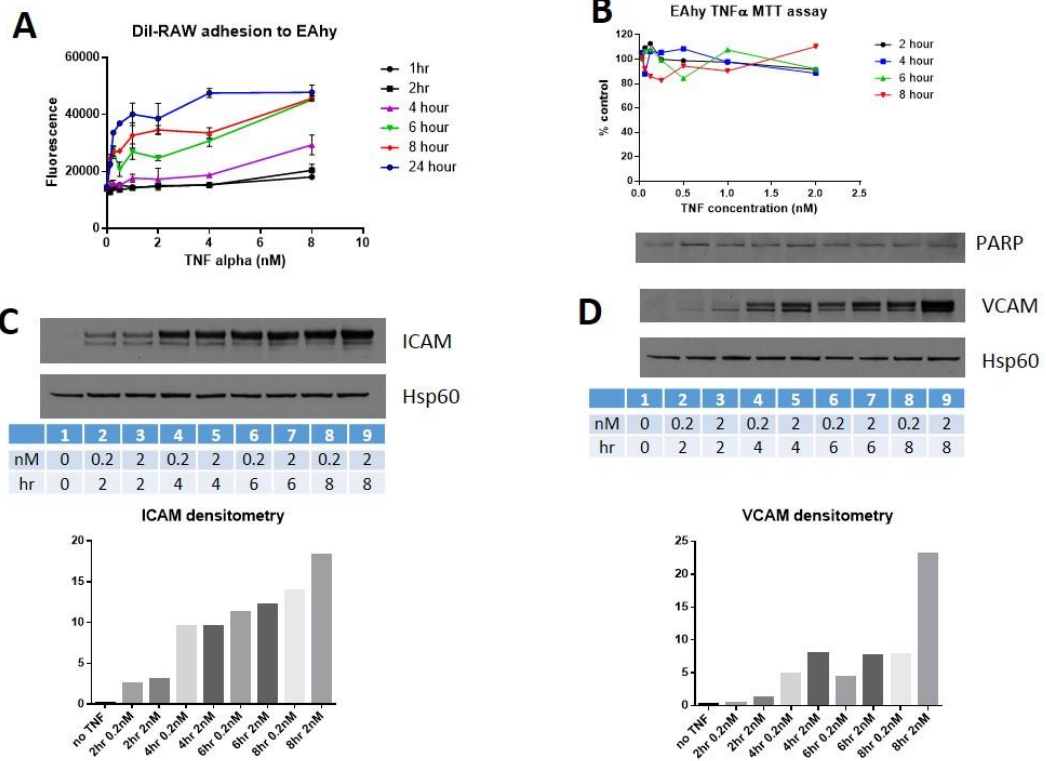 A
Dil-RAW adhesion to EAhy
60000
40000
20000
0
Fluorescence
0 2 4 6 8 10
TNF alpha (nM)
1hr
2hr
4 hour
6 hour
8 hour
24 hour
B
EAhy TNFα MTT assay
120
100
80
60
40
20
0
% control
0.0 0.5 1.0 1.5 2.0 2.5
TNF concentration (nM)
2 hour
4 hour
6 hour
8 hour
PARP
C
ICAM
Hsp60
1 2 3 4 5 6 7 8 9
nM 0 0.2 2 0.2 2 0.2 2 0.2 2
hr 0 2 2 4 4 6 6 8 8
ICAM densitometry
20
15
10
5
0
no TNF
2hr 0.2nM
2hr 2nM
4hr 0.2nM
4hr 2nM
6hr 0.2nM
6hr 2nM
8hr 0.2nM
8hr 2nM
D
VCAM
Hsp60
1 2 3 4 5 6 7 8 9
nM 0 0.2 2 0.2 2 0.2 2 0.2 2
hr 0 2 2 4 4 6 6 8 8
VCAM densitometry
25
20
15
10
5
0
no TNF
2hr 0.2nM
2hr 2nM
4hr 0.2nM
4hr 2nM
6hr 0.2nM
6hr 2nM
8hr 0.2nM
8hr 2nM